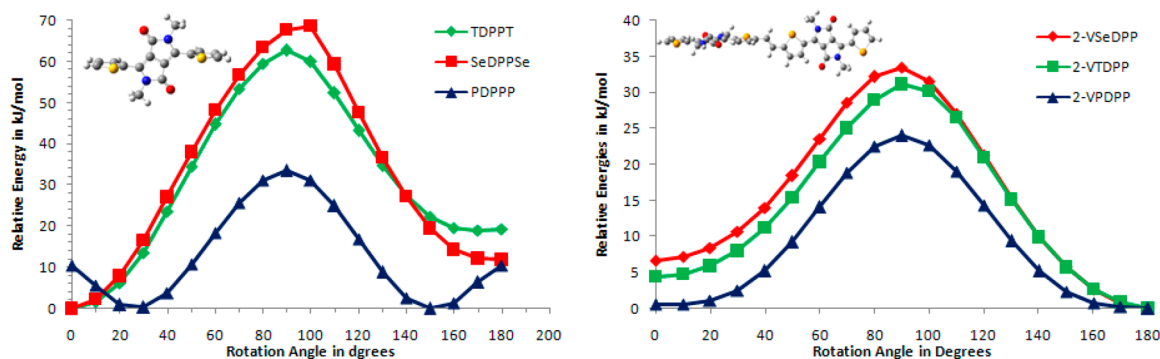 Relative Energy in kJ/mol
70
60
50
40
30
20
10
0
0 20 40 60 80 100 120 140 160 180 200
Rotation Angle in dgrees
TDPPT
SeDPPSe
PDPPP
Relative Energies in kJ/mol
40
35
30
25
20
15
10
5
0
0 20 40 60 80 100 120 140 160 180
Rotation Angle in Degrees
2-VSeDPP
2-VTDPP
2-VPDPP